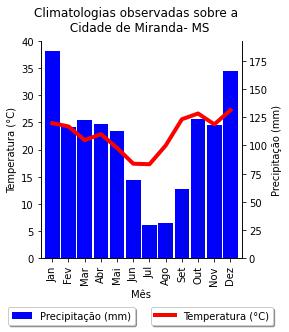 Climatologias observadas sobre a
Cidade de Miranda- MS
Temperatura (°C)
40
35
30
25
20
15
10
5
0
Precipitação (mm)
175
150
125
100
75
50
25
0
Jan Fev Mar Abr Mai Jun Jul Ago Set Out Nov Dez
Mês
Precipitação (mm) Temperatura (°C)